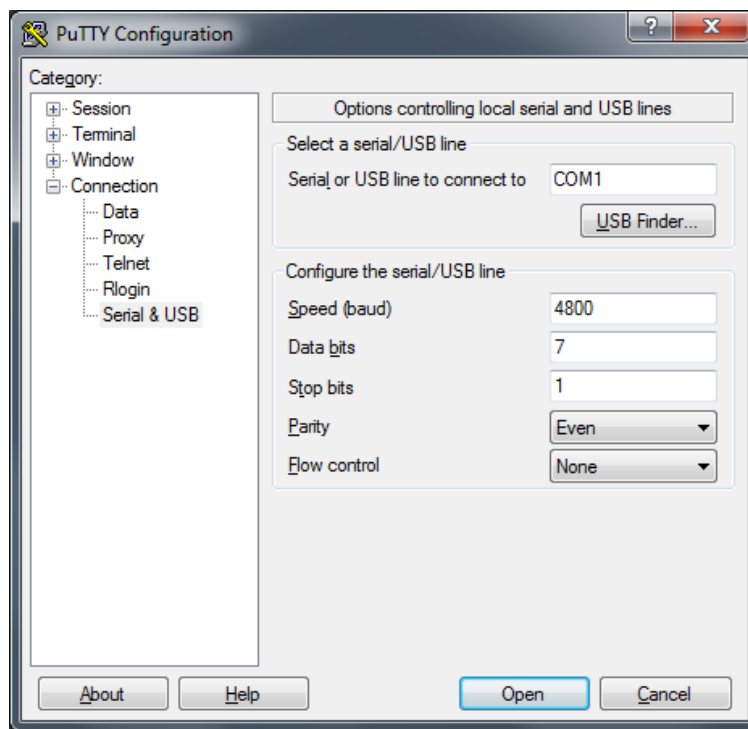 PuTTY Configuration
?
X
Category:
Session
Terminal
Window
Connection
Data
Proxy
Telnet
Rlogin
Serial & USB
Options controlling local serial and USB lines
Select a serial/USB line
Serial or USB line to connect to COM1
USB Finder...
Configure the serial/USB line
Speed (baud) 4800
Data bits 7
Stop bits 1
Parity Even
Flow control None
About Help Open Cancel